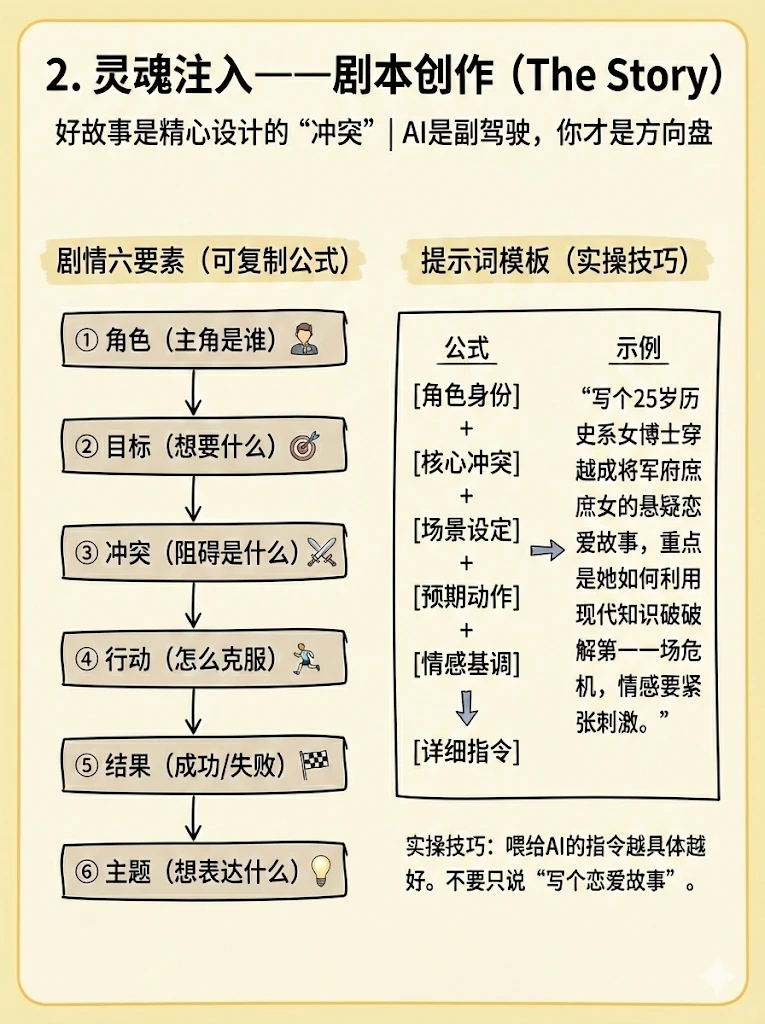 2. 灵魂注入——剧本创作（The Story）
好故事是精心设计的“冲突”| AI是副驾驶，你才是方向盘
剧情六要素（可复制公式）
① 角色（主角是谁）
② 目标（想要什么）
③ 冲突（阻碍是什么）
④ 行动（怎么克服）
⑤ 结果（成功/失败）
⑥ 主题（想表达什么）
提示词模板（实操技巧）
公式
[角色身份]
+
[核心冲突]
+
[场景设定]
+
[预期动作]
+
[情感基调]
[详细指令]
示例
“写个25岁历
史系女博士穿
越成将军府庶
庶女的悬疑恋
爱故事，重点
是她如何利用
现代知识破破
解第一一场危
机，情感要紧
张刺激。”
实操技巧：喂给AI的指令越具体越
好。不要只说“写个恋爱故事”。